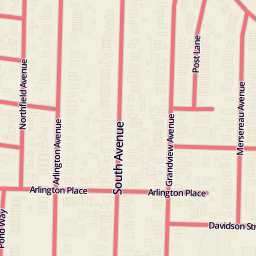 Post Lane
Northfield Avenue
Mersereau Avenue
Arlington Avenue
South Avenue
Grandview Avenue
Arlington Place
Arlington Place
Pond Way
Davidson Str